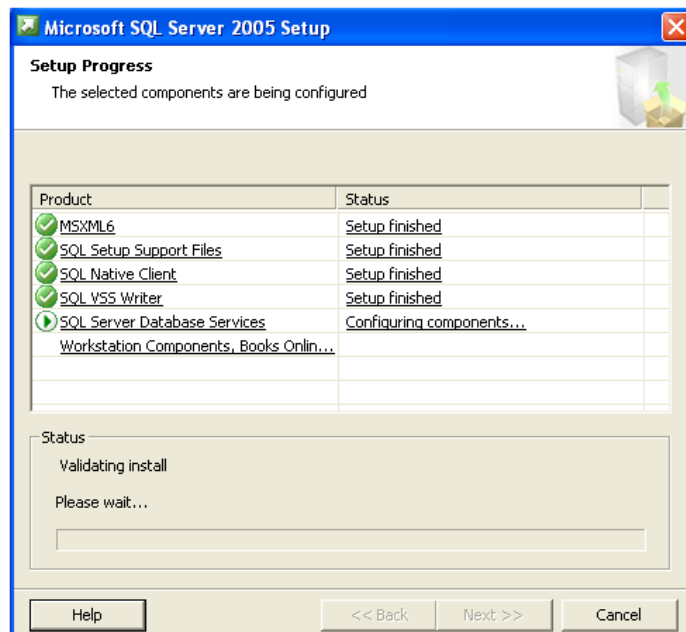 Microsoft SQL Server 2005 Setup
Setup Progress
The selected components are being configured
Product Status
MSXML6 Setup finished
SQL Setup Support Files Setup finished
SQL Native Client Setup finished
SQL VSS Writer Setup finished
SQL Server Database Services Configuring components...
Workstation Components, Books Onlin...
Status
Validating install
Please wait...
Help << Back Next >> Cancel